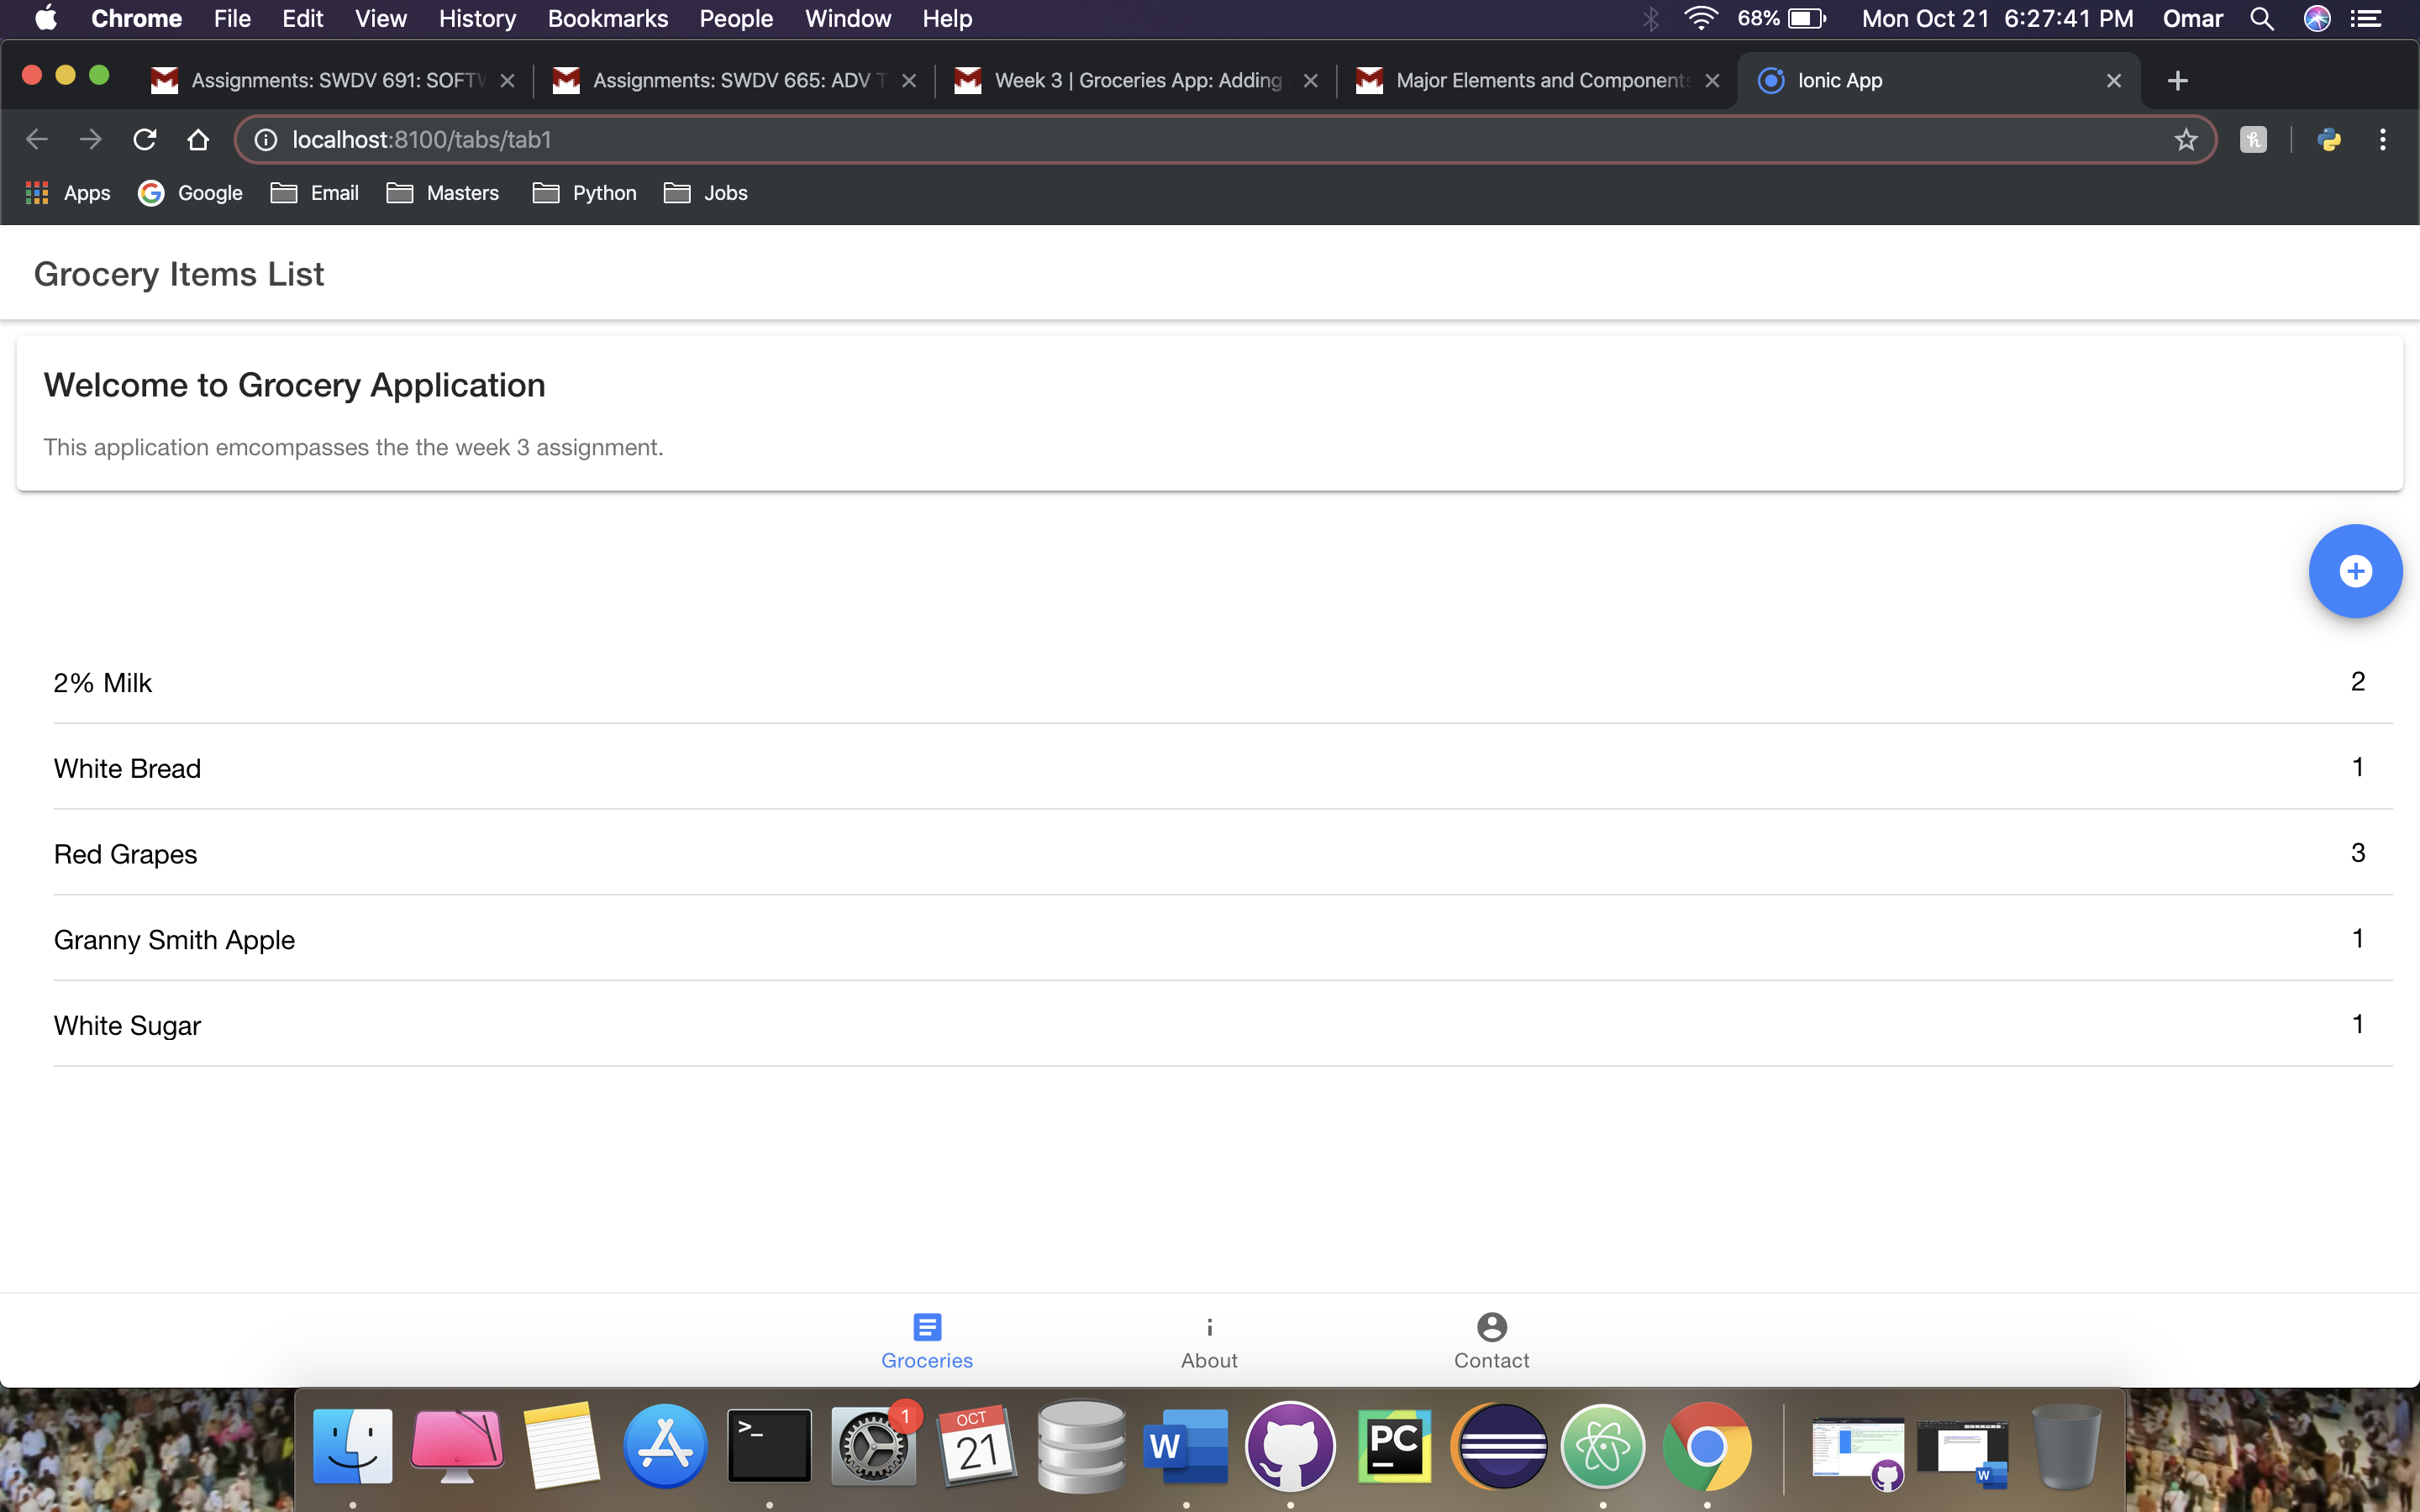 Chrome File Edit View History Bookmarks People Window Help 68% Mon Oct 21 6:27:41 PM Omar
Assignments: SWDV 691: SOFTW Assignments: SWDV 665: ADV T Week 3 | Groceries App: Adding Major Elements and Components Ionic App
localhost:8100/tabs/tab1
Apps Google Email Masters Python Jobs
Grocery Items List
Welcome to Grocery Application
This application emcompasses the the week 3 assignment.
2% Milk 2
White Bread 1
Red Grapes 3
Granny Smith Apple 1
White Sugar 1
Groceries About Contact
>_ 1 OCT 21 W PC W